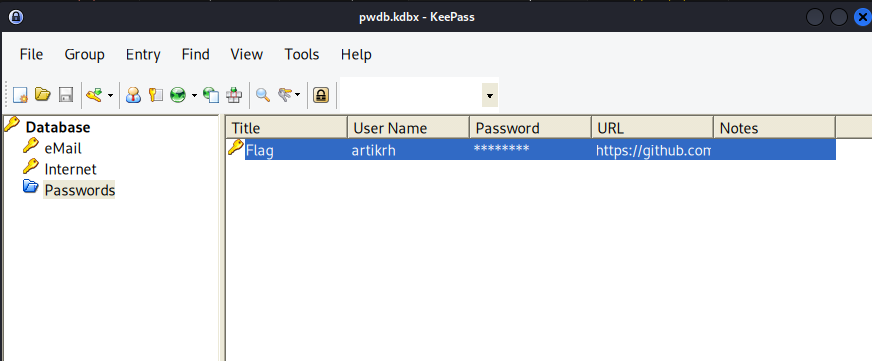 pwdb.kdbx - KeePass
File Group Entry Find View Tools Help
Database
eMail
Internet
Passwords
Title User Name Password URL Notes
Flag artikrh ******** https://github.com